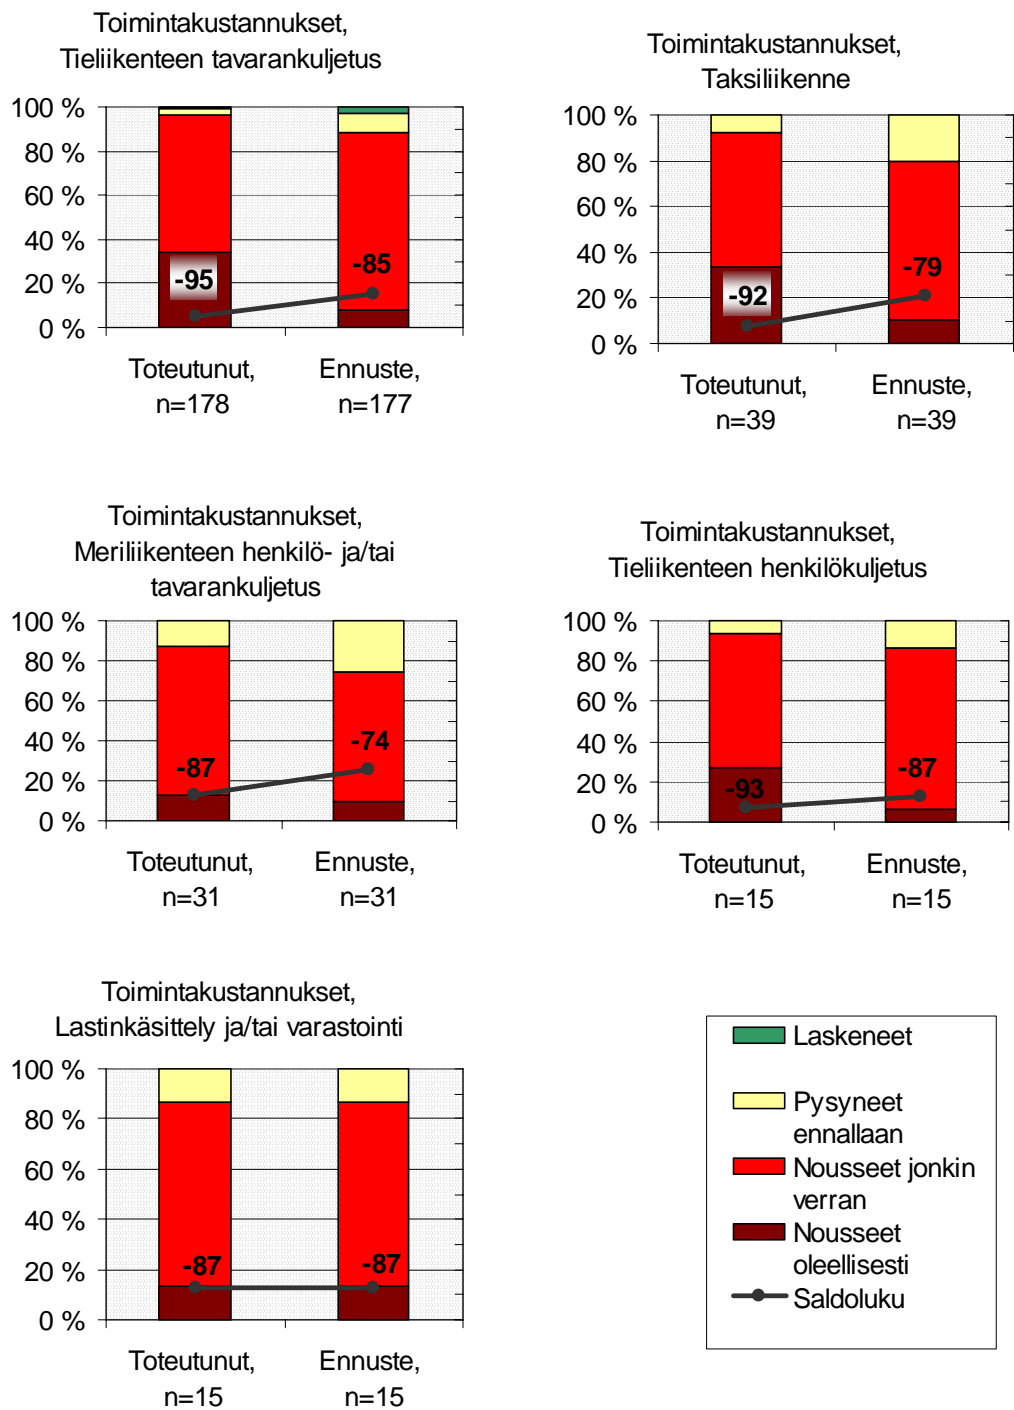 Toimintakustannukset,
Tieliikenteen tavarankuljetus
100 %
80 %
60 %
40 %
20 %
0 %
-95
-85
Toteutunut,
n=178
Ennuste,
n=177
Toimintakustannukset,
Taksiliikenne
100 %
80 %
60 %
40 %
20 %
0 %
-92
-79
Toteutunut,
n=39
Ennuste,
n=39
Toimintakustannukset,
Meriliikenteen henkilö- ja/tai
tavarankuljetus
100 %
80 %
60 %
40 %
20 %
0 %
-87
-74
Toteutunut,
n=31
Ennuste,
n=31
Toimintakustannukset,
Tieliikenteen henkilökuljetus
100 %
80 %
60 %
40 %
20 %
0 %
-93
-87
Toteutunut,
n=15
Ennuste,
n=15
Toimintakustannukset,
Lastinkäsittely ja/tai varastointi
100 %
80 %
60 %
40 %
20 %
0 %
-87
-87
Toteutunut,
n=15
Ennuste,
n=15
Laskeneet
Pysyneet
ennallaan
Nousseet jonkin
verran
Nousseet
oleellisesti
Saldoluku